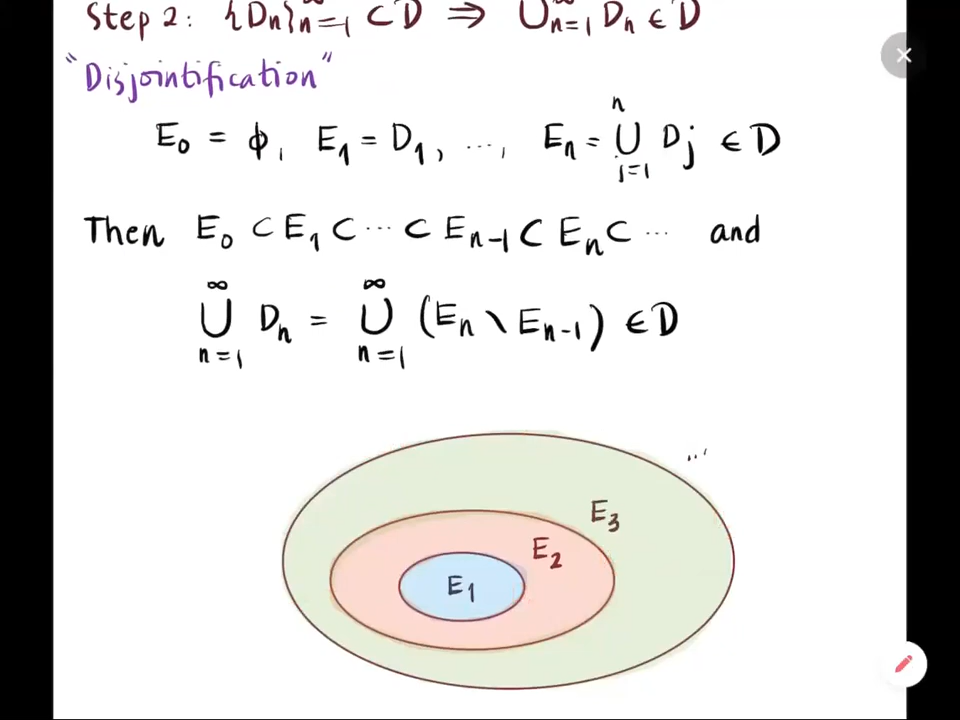 Step 2: {Dn}∞n=1 ⊂ D ⇒ ⋃∞n=1 Dn ∈ D
"Disjointification"
E0 = ϕ, E1 = D1, ..., En = n⋃j=1 Dj ∈ D
Then E0 ⊂ E1 ⊂ ... ⊂ En-1 ⊂ En ⊂ ... and
∞⋃n=1 Dn = ∞⋃n=1 (En \ En-1) ∈ D
...
E3
E2
E1